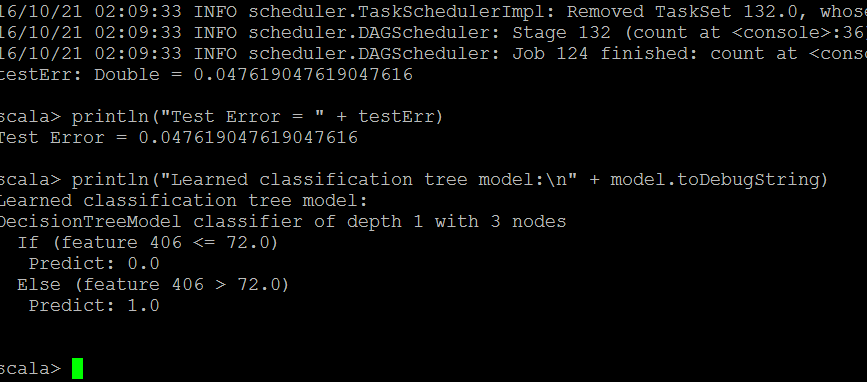 16/10/21 02:09:33 INFO scheduler.TaskSchedulerImpl: Removed TaskSet 132.0, whose
16/10/21 02:09:33 INFO scheduler.DAGScheduler: Stage 132 (count at <console>:36
16/10/21 02:09:33 INFO scheduler.DAGScheduler: Job 124 finished: count at <conso
testErr: Double = 0.047619047619047616
scala> println("Test Error = " + testErr)
Test Error = 0.047619047619047616
scala> println("Learned classification tree model:\n" + model.toDebugString)
Learned classification tree model:
DecisionTreeModel classifier of depth 1 with 3 nodes
If (feature 406 <= 72.0)
Predict: 0.0
Else (feature 406 > 72.0)
Predict: 1.0
scala>